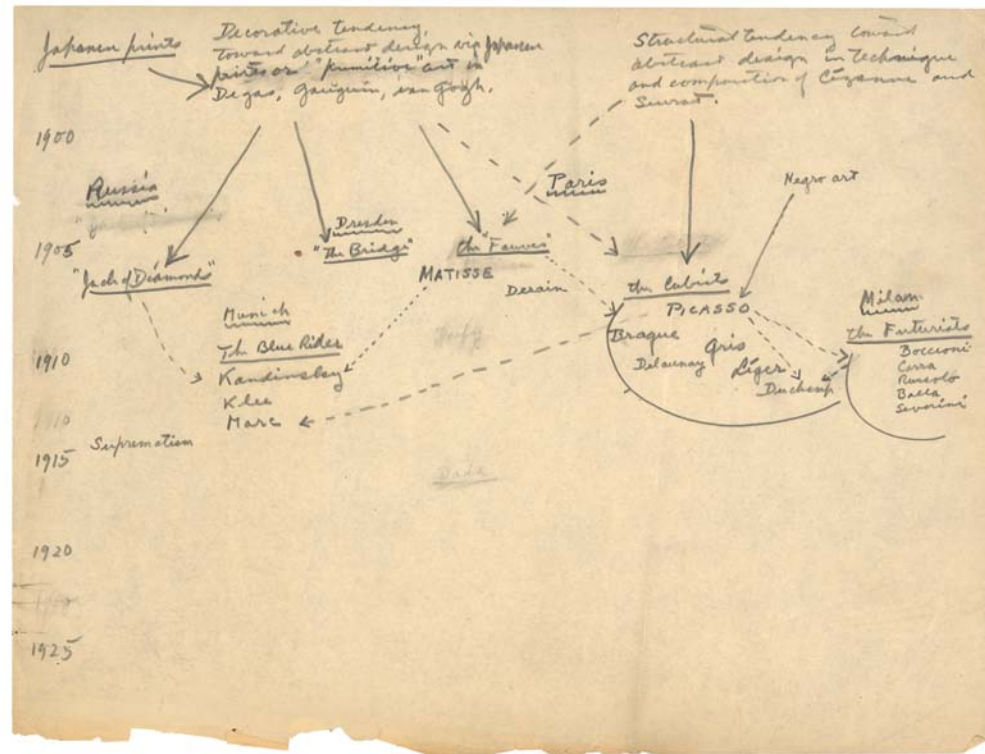 Japanese prints
Decorative tendency
toward abstract design via Japanese
prints or "primitive" art in
Degas, Gauguin, van Gogh.
Structural tendency toward
abstract design in technique
and composition of Cézanne and
Seurat.
1900
Russia
Paris
Negro art
1905
Dresden
"The Bridge"
the "Fauves"
"Jack of Diamonds"
MATISSE
Derain
the Cubists
PICASSO
Milan
the Futurists
Munich
The Blue Rider
Braque
Gris
Boccioni
1910
Kandinsky
Delaunay
Léger
Carra
Klee
Duchamp
Russolo
Marc
Balla
Severini
1910
Suprematism
1915
Dada
1920
1925